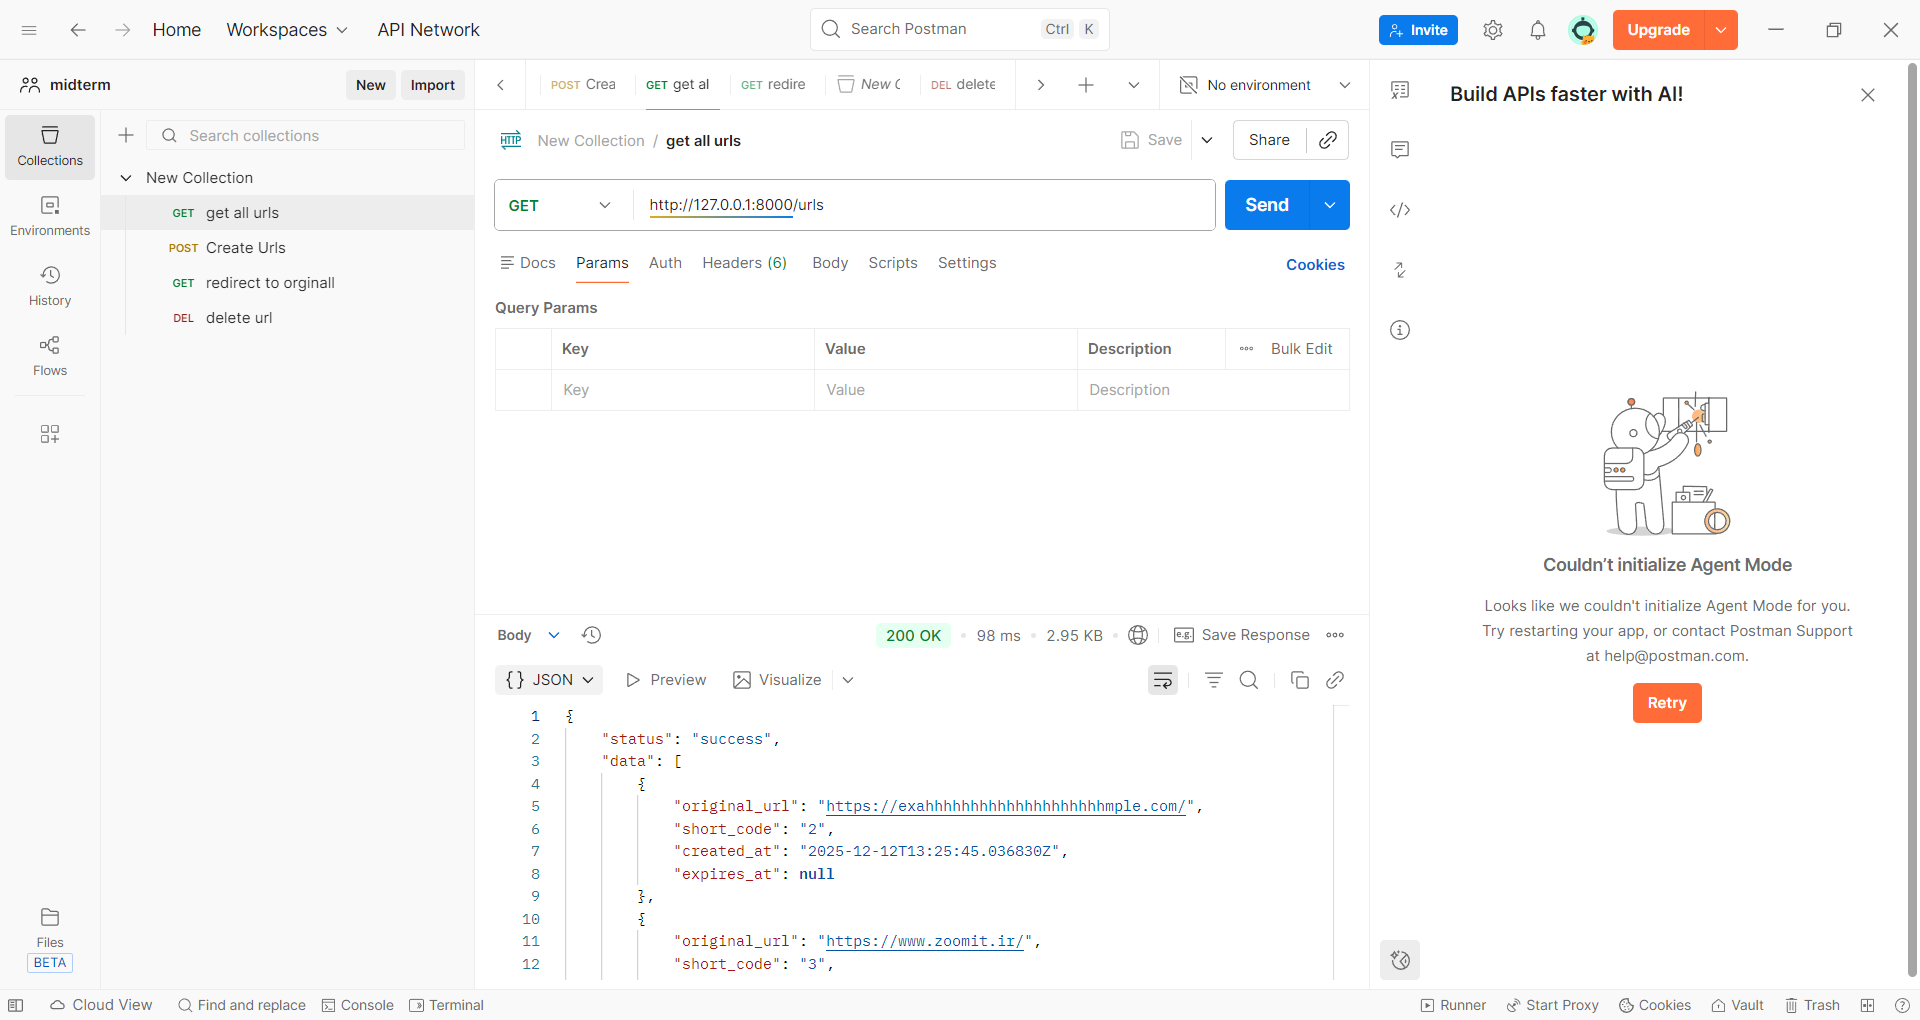 Home Workspaces API Network Search Postman Ctrl K Invite Upgrade
midterm New Import POST Crea GET get al GET redire New C DEL delete No environment
Build APIs faster with AI!
Collections
Environments
History
Flows
Files
BETA
Search collections
New Collection
GET get all urls
POST Create Urls
GET redirect to orginall
DEL delete url
HTTP New Collection / get all urls Save Share
GET http://127.0.0.1:8000/urls Send
Docs Params Auth Headers (6) Body Scripts Settings Cookies
Query Params
Key Value Description Bulk Edit
Key Value Description
Body 200 OK 98 ms 2.95 KB e.g. Save Response
{} JSON Preview Visualize
1 {
2 "status": "success",
3 "data": [
4 {
5 "original_url": "https://exahhhhhhhhhhhhhhhhhhhhmple.com/",
6 "short_code": "2",
7 "created_at": "2025-12-12T13:25:45.036830Z",
8 "expires_at": null
9 },
10 {
11 "original_url": "https://www.zoomit.ir/",
12 "short_code": "3",
Couldn't initialize Agent Mode
Looks like we couldn't initialize Agent Mode for you.
Try restarting your app, or contact Postman Support
at help@postman.com.
Retry
Cloud View Find and replace Console Terminal Runner Start Proxy Cookies Vault Trash